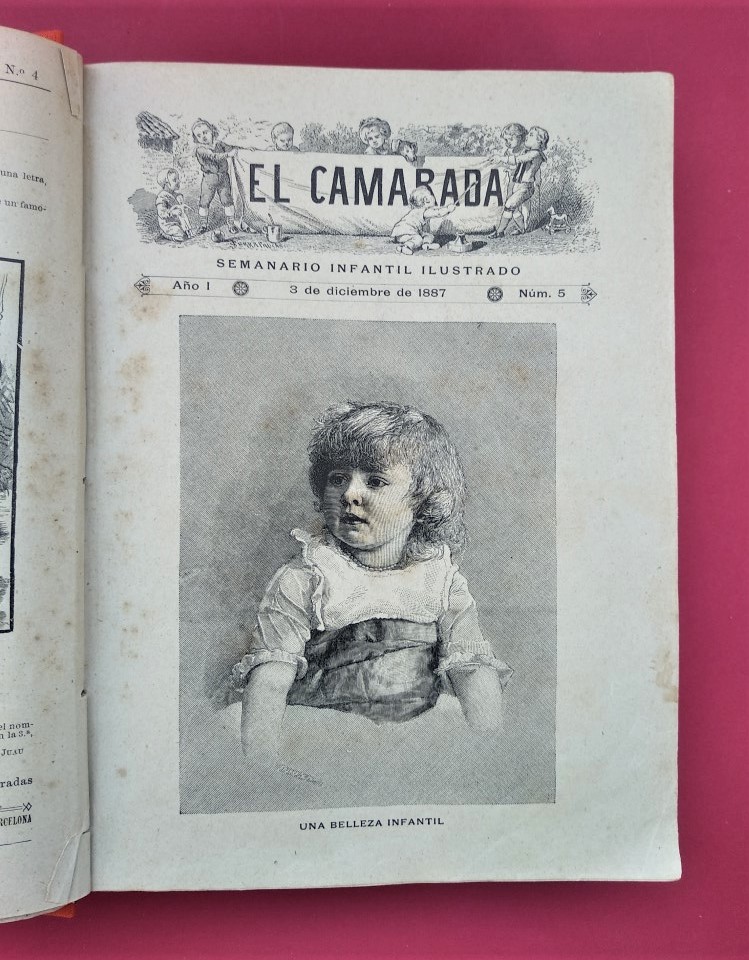 N.º 4
una letra,
un famo-
el nom-
n la 3.ª,
JUAU
radas
RCELONA
EL CAMARADA
SEMANARIO INFANTIL ILUSTRADO
Año I 3 de diciembre de 1887 Núm. 5
UNA BELLEZA INFANTIL